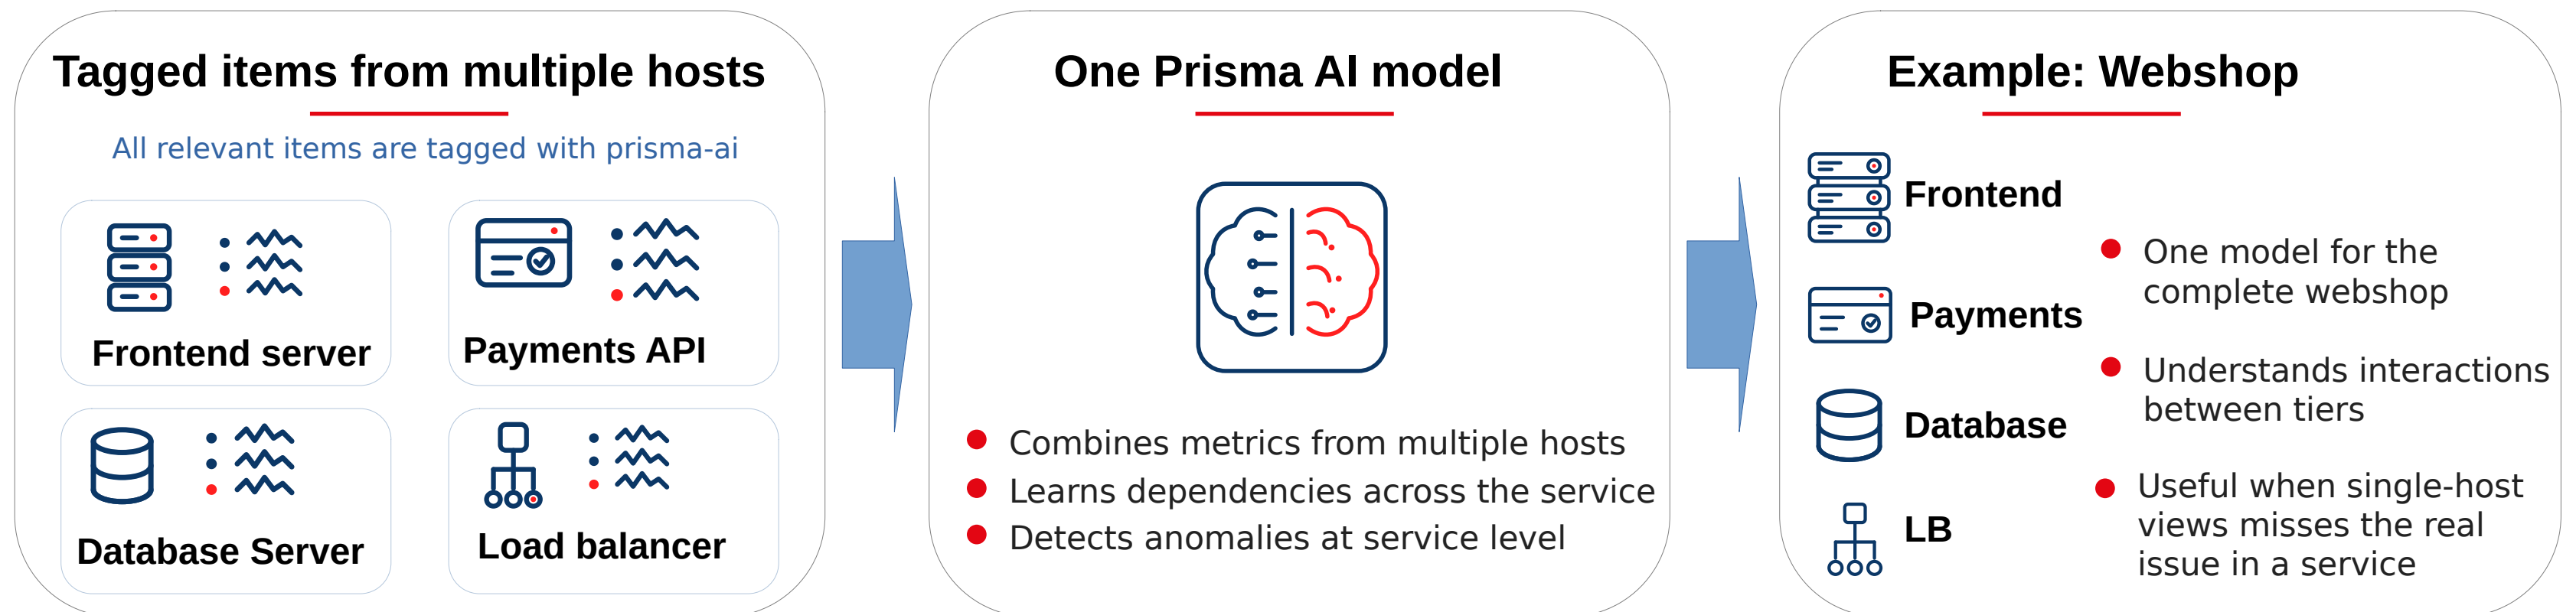 Tagged items from multiple hosts
All relevant items are tagged with prisma-ai
Frontend server
Payments API
Database Server
Load balancer
One Prisma AI model
Combines metrics from multiple hosts
Learns dependencies across the service
Detects anomalies at service level
Example: Webshop
Frontend
Payments
Database
LB
One model for the
complete webshop
Understands interactions
between tiers
Useful when single-host
views misses the real
issue in a service